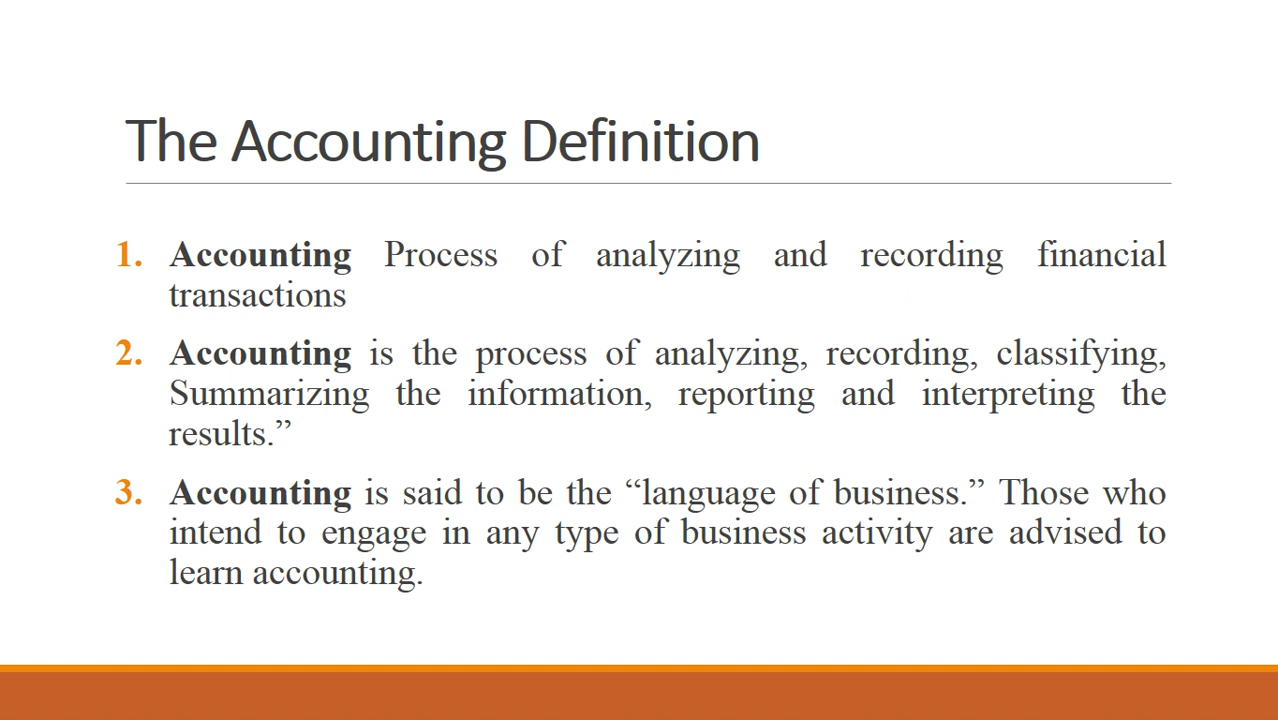 The Accounting Definition
1. Accounting Process of analyzing and recording financial
transactions
2. Accounting is the process of analyzing, recording, classifying,
Summarizing the information, reporting and interpreting the
results.”
3. Accounting is said to be the “language of business.” Those who
intend to engage in any type of business activity are advised to
learn accounting.